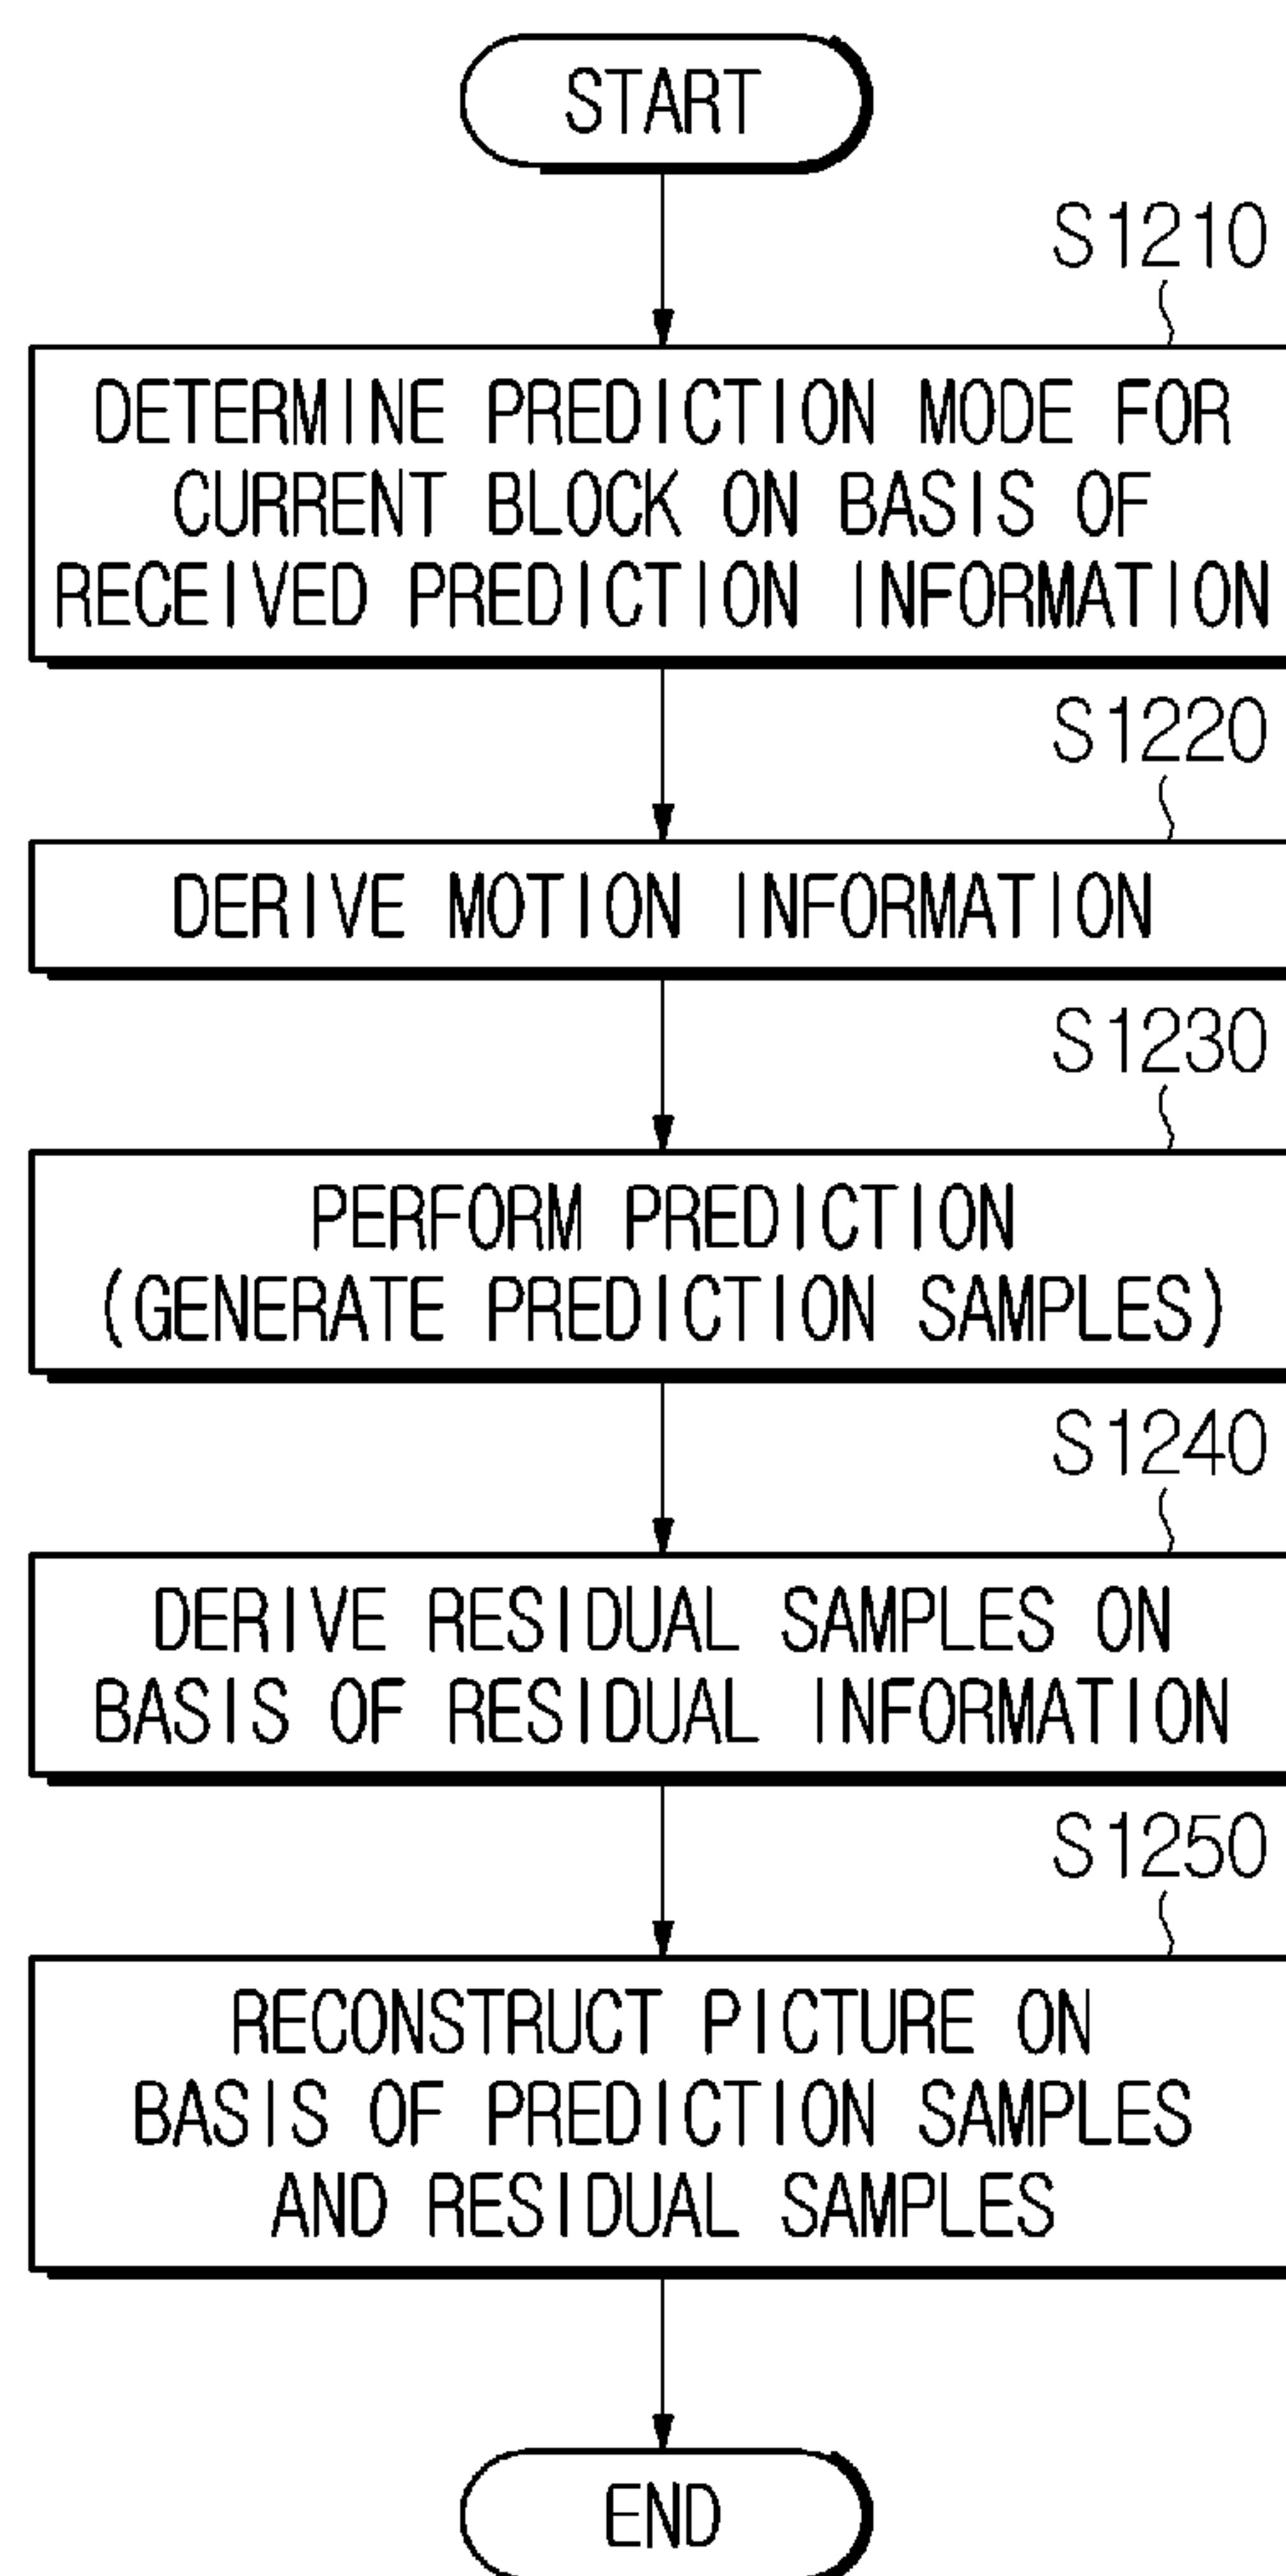 START
S1210
DETERMINE PREDICTION MODE FOR
CURRENT BLOCK ON BASIS OF
RECEIVED PREDICTION INFORMATION
S1220
DERIVE MOTION INFORMATION
S1230
PERFORM PREDICTION
(GENERATE PREDICTION SAMPLES)
S1240
DERIVE RESIDUAL SAMPLES ON
BASIS OF RESIDUAL INFORMATION
S1250
RECONSTRUCT PICTURE ON
BASIS OF PREDICTION SAMPLES
AND RESIDUAL SAMPLES
END